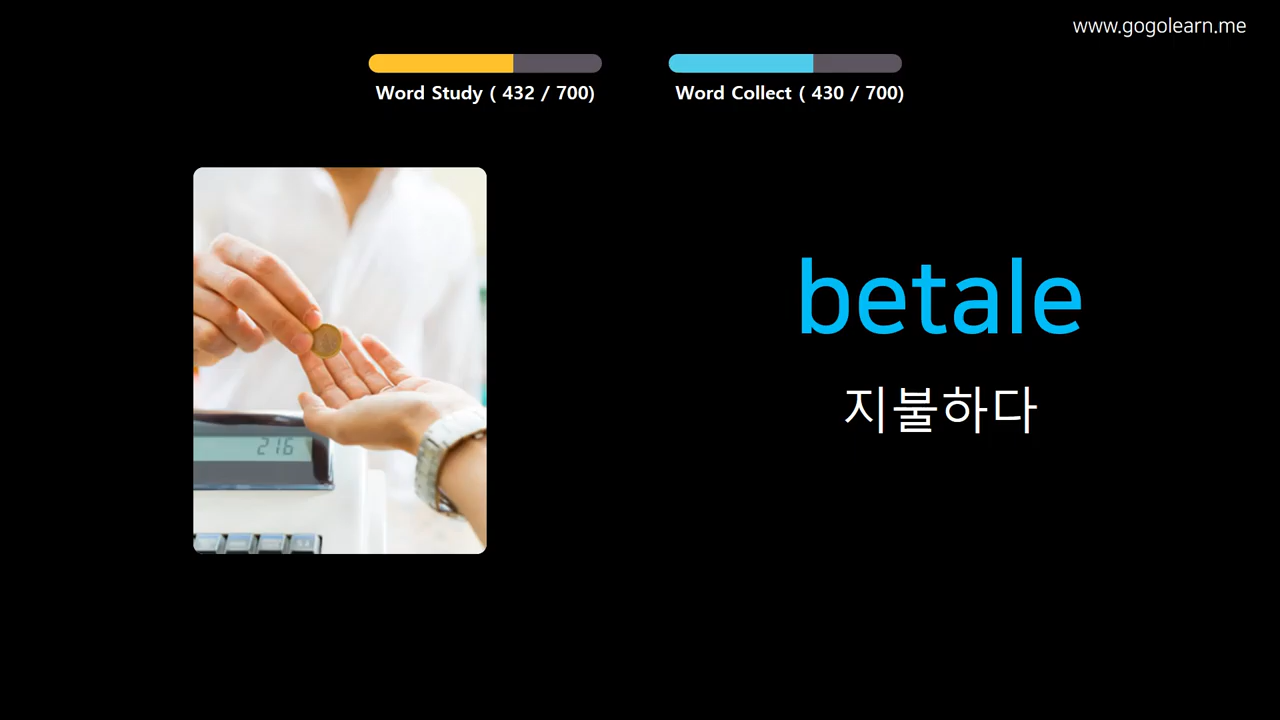 www.gogolearn.me
Word Study ( 432 / 700)
Word Collect ( 430 / 700)
betale
지불하다
216